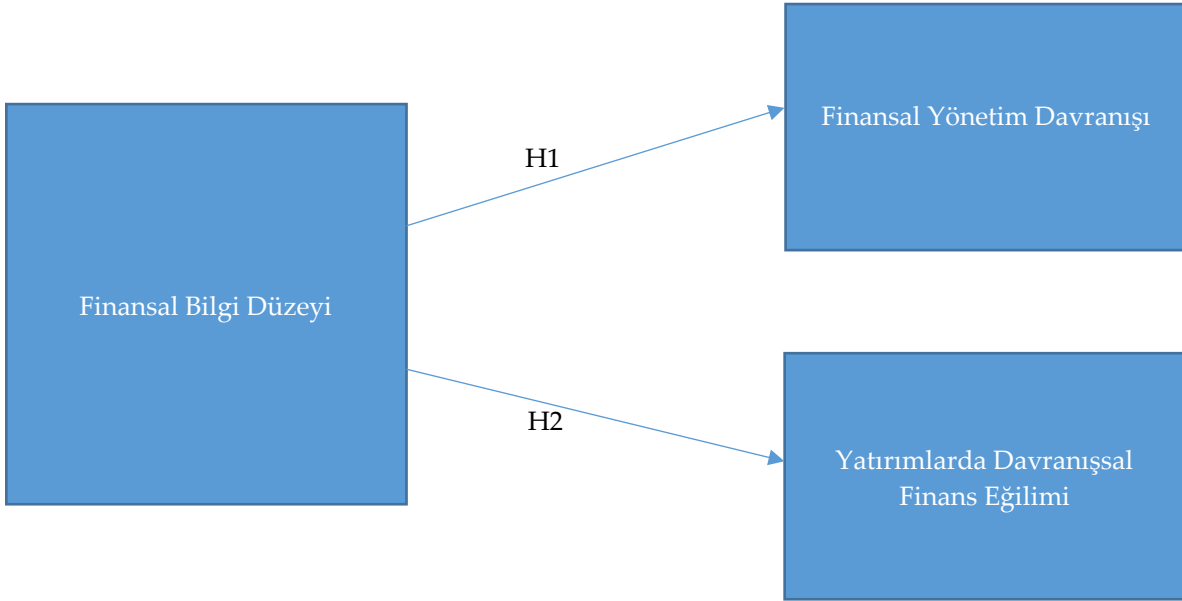 Finansal Yönetim Davranışı
H1
Finansal Bilgi Düzeyi
H2
Yatırımlarda Davranışsal
Finans Eğilimi